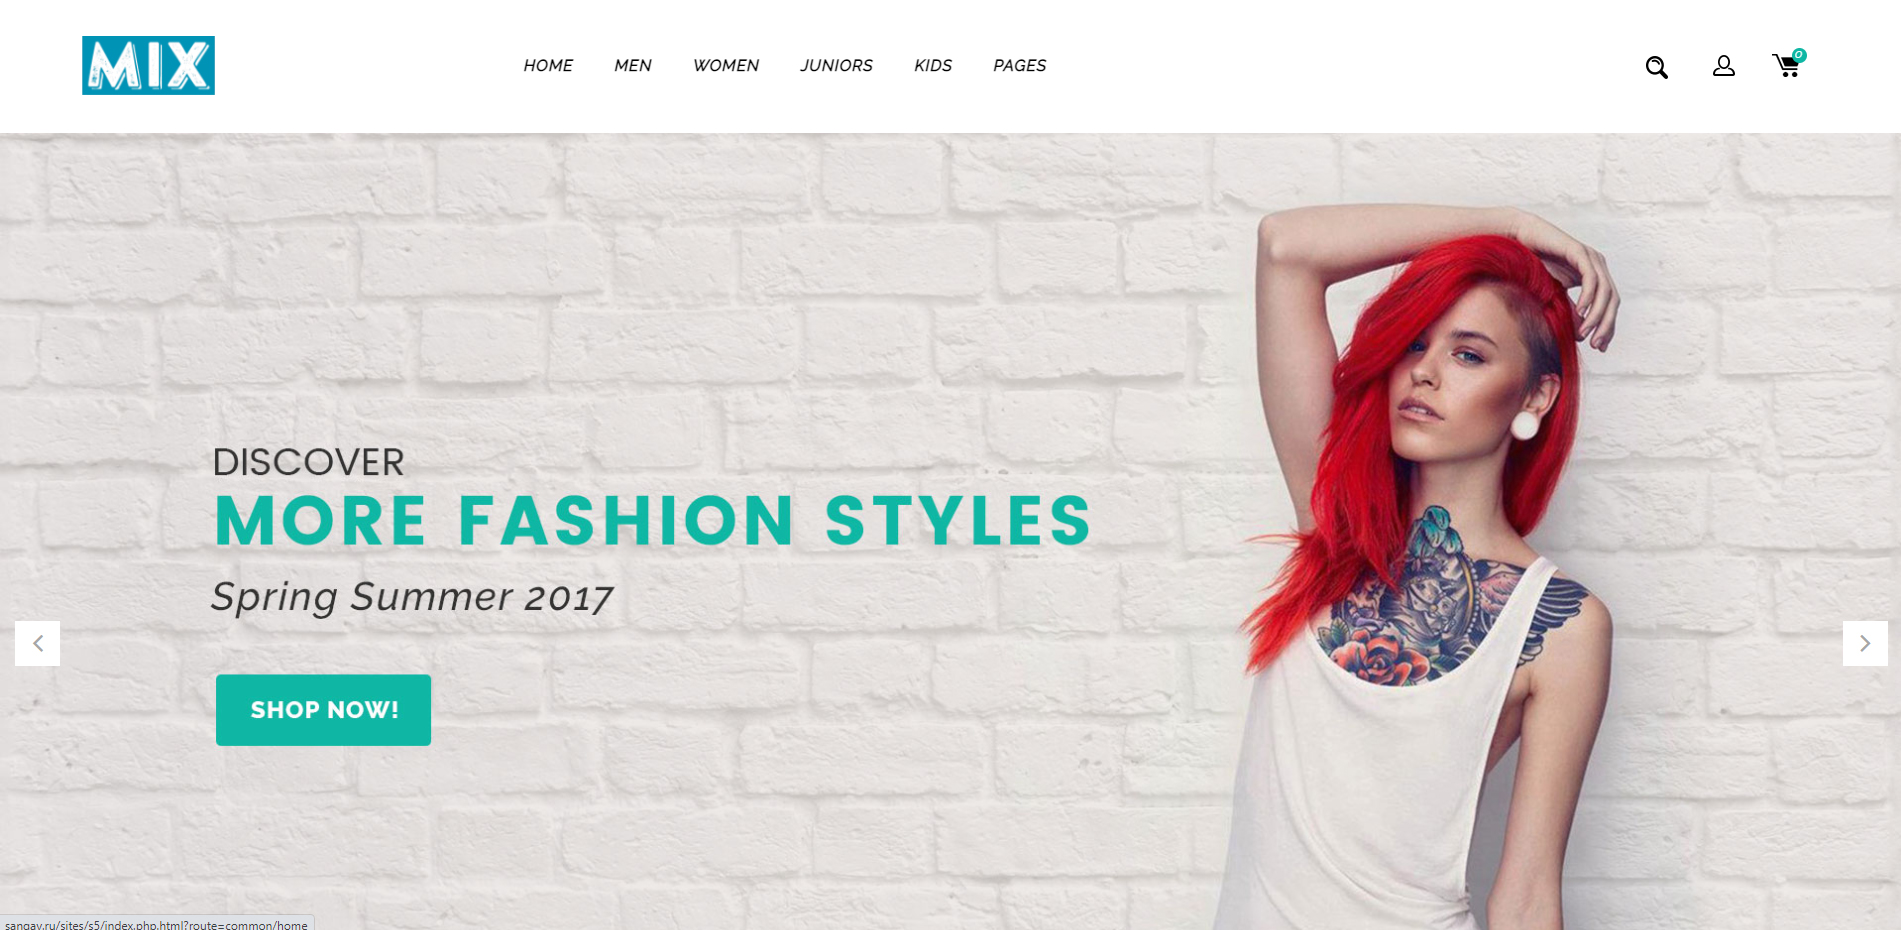 MIX
HOME MEN WOMEN JUNIORS KIDS PAGES
0
DISCOVER
MORE FASHION STYLES
Spring Summer 2017
SHOP NOW!
sangay.ru/sites/s5/index.php.html?route=common/home